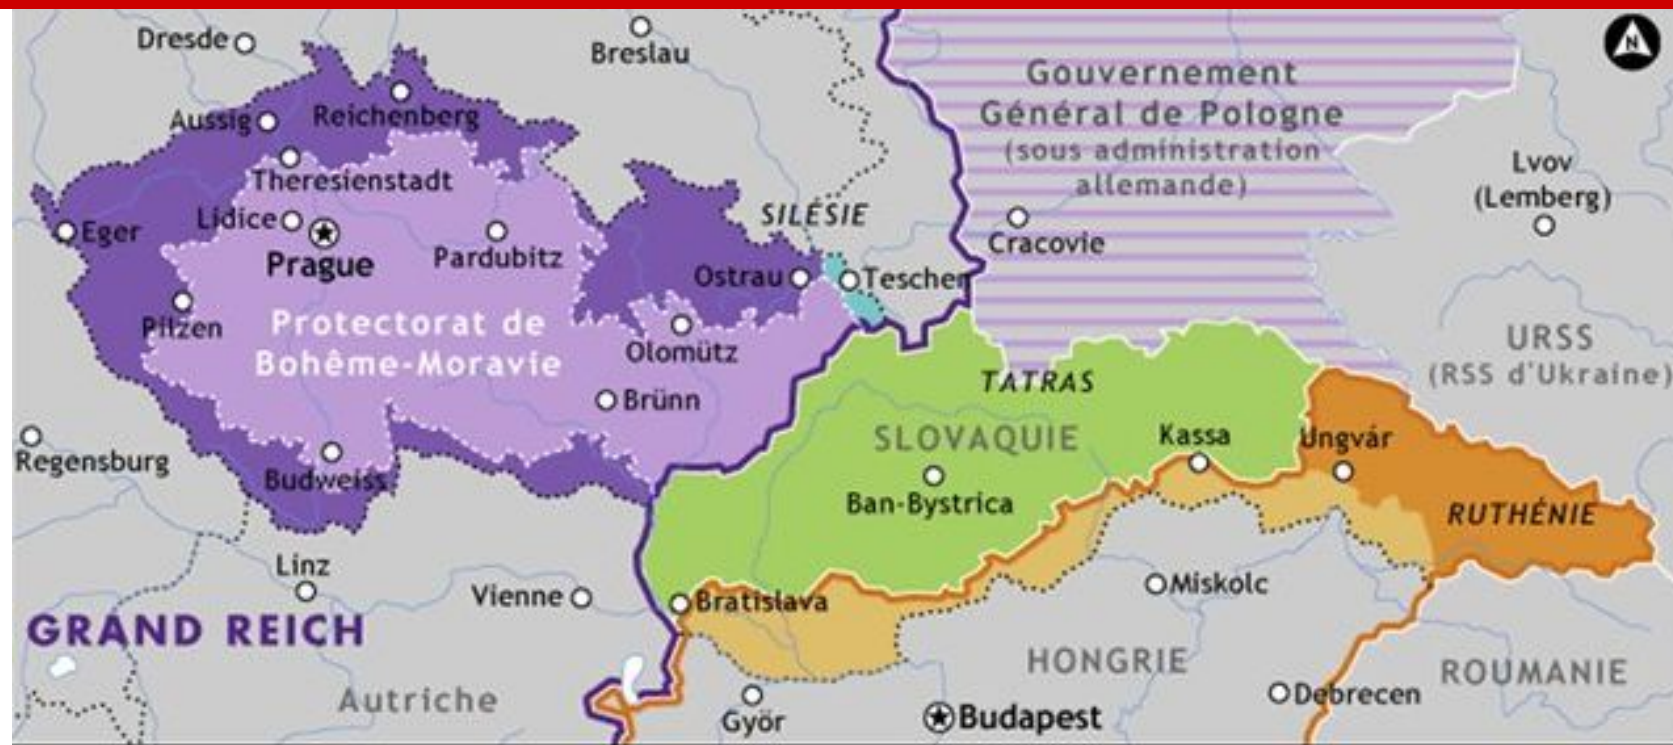 Dresde
Breslau
N
Gouvernement
Général de Pologne
(sous administration
allemande)
Aussig
Reichenberg
Theresienstadt
Lvov
(Lemberg)
Eger
Lidice
Prague
Pardubitz
SILÉSIE
Cracovie
Ostrau
Teschen
Pilzen
Protectorat de
Bohême-Moravie
Olomütz
Brünn
URSS
(RSS d'Ukraine)
TATRAS
SLOVAQUIE
Kassa
Ungvár
Regensburg
Budweiss
Ban-Bystrica
RUTHÉNIE
Linz
Vienne
Bratislava
Miskolc
GRAND REICH
HONGRIE
ROUMANIE
Autriche
Györ
Budapest
Debrecen